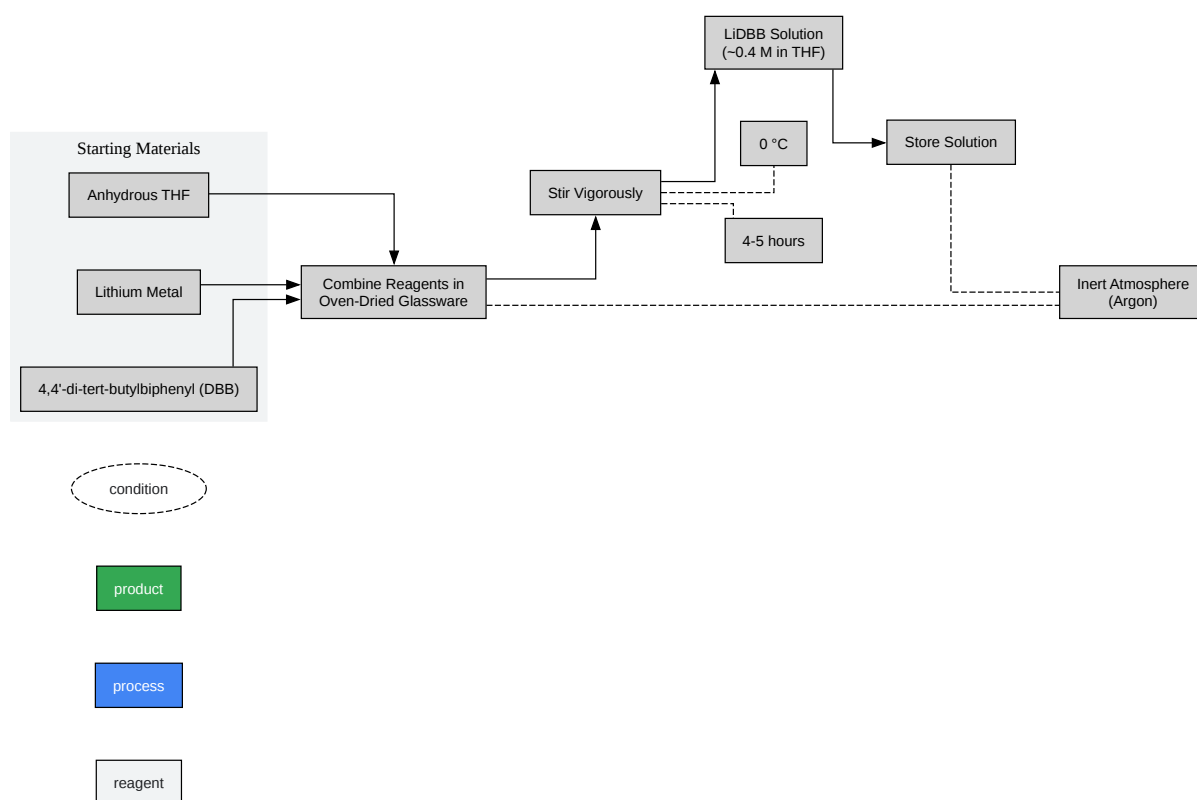 LiDBB Solution
(~0.4 M in THF)
0 °C
Store Solution
Starting Materials
Anhydrous THF
Stir Vigorously
4-5 hours
Lithium Metal
Combine Reagents in
Oven-Dried Glassware
Inert Atmosphere
(Argon)
4,4'-di-tert-butylbiphenyl (DBB)
condition
product
process
reagent